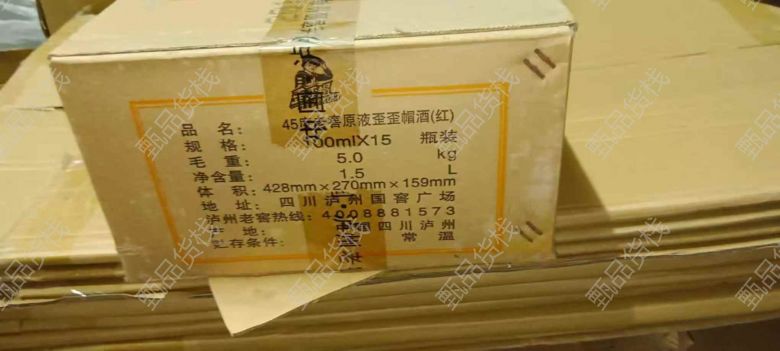 品名: 45度老窖原液歪歪帽酒(红)
规格: 100mlX15 瓶装
毛重: 5.0 kg
净含量: 1.5 L
体积: 428mm×270mm×159mm
地址: 四川泸州国窖广场
泸州老窖热线: 4008881573
产地: 中国四川泸州
贮存条件: 常温
甄品货栈